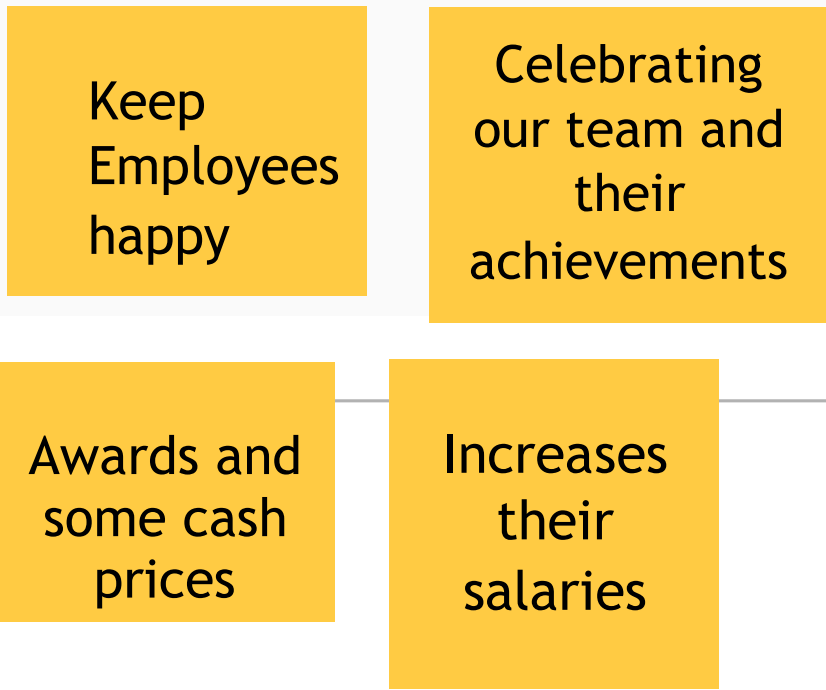 Keep
Employees
happy
Celebrating
our team and
their
achievements
Awards and
some cash
prices
Increases
their
salaries